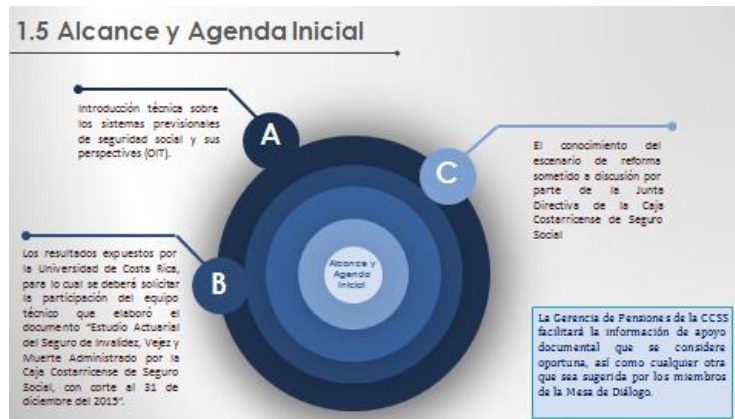 1.5 Alcance y Agenda Inicial
A
Introducción técnica sobre
los sistemas previsionales
de seguridad social y sus
perspectivas (OIT).
B
Los resultados expuestos por
la Universidad de Costa Rica,
para lo cual se deberá solicitar
la participación del equipo
técnico que elaboró el
documento "Estudio Actuarial
del Seguro de Invalidez, Vejez y
Muerte Administrado por la
Caja Costarricense de Seguro
Social, con corte al 31 de
diciembre del 2015".
C
El conocimiento del
escenario de reforma
sometido a discusión por
parte de la Junta
Directiva de la Caja
Costarricense de Seguro
Social
Alcance y
Agenda
Inicial
La Gerencia de Pensiones de la CCSS
facilitará la información de apoyo
documental que se considere
oportuna, así como cualquier otra
que sea sugerida por los miembros
de la Mesa de Diálogo.